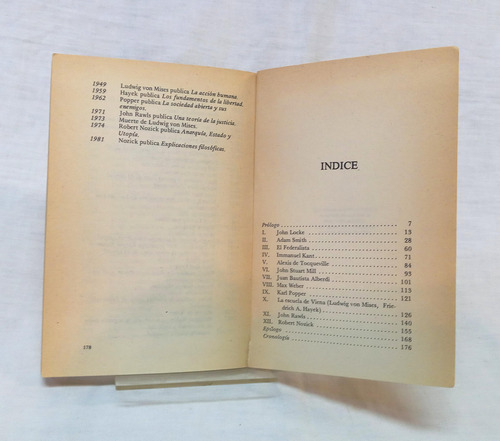 1949 Ludwig von Mises publica La acción humana.
1959 Hayek publica Los fundamentos de la libertad.
1962 Popper publica La sociedad abierta y sus
enemigos.
1971 John Rawls publica Una teoría de la justicia.
1973 Muerte de Ludwig von Mises.
1974 Robert Nozick publica Anarquía, Estado y
Utopía.
1981 Nozick publica Explicaciones filosóficas.
178
INDICE
Prólogo 7
I. John Locke 13
II. Adam Smith 28
III. El Federalista 60
IV. Immanuel Kant 71
V. Alexis de Tocqueville 84
VI. John Stuart Mill 93
VII. Juan Bautista Alberdi 101
VIII. Max Weber 113
IX. Karl Popper 121
X. La escuela de Viena (Ludwig von Mises, Frie-
drich A. Hayek) 126
XI. John Rawls 140
XII. Robert Nozick 155
Epílogo 168
Cronología 176